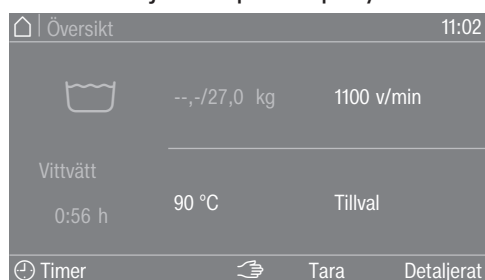 Översikt 11:02
--,-/27,0 kg 1100 v/min
Vittvätt
90 °C Tillval
0:56 h
Timer Tara Detaljerat